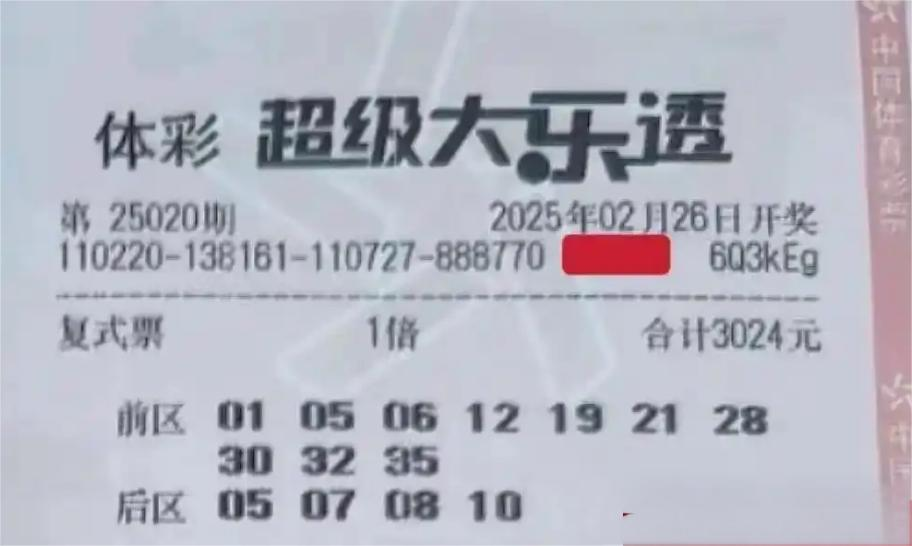 体彩 超级大乐透
第 25020期 2025年02月26日开奖
110220-138161-110727-888770 6Q3kEg
复式票 1倍 合计3024元
前区 01 05 06 12 19 21 28
30 32 35
后区 05 07 08 10
中国体育彩票
中国